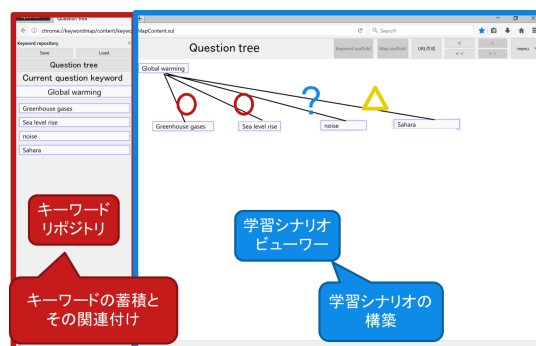 Question tree
chrome://keywordmap/content/keywo
Keyword repository
Save
Load
Question tree
Current question keyword
Global warming
Greenhouse gases
Sea level rise
noise
Sahara
キーワード
リポジトリ
キーワードの蓄積と
その関連付け
MapContent.xul
Search
Question tree
Keyword scaffold
Map scaffold
URL作成
<
>
<<
>>
menu
Global warming
?
Greenhouse gases
Sea level rise
noise
Sahara
学習シナリオ
ビューワー
学習シナリオの
構築